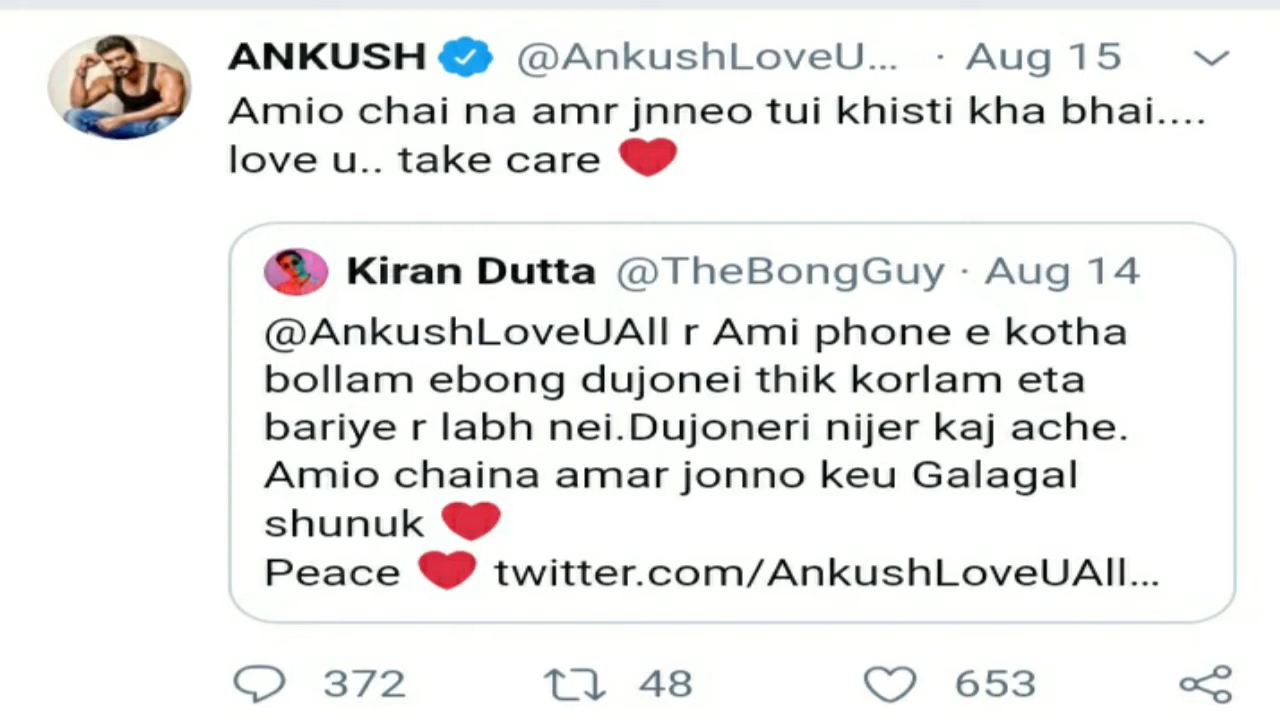 ANKUSH @AnkushLoveU... · Aug 15
Amio chai na amr jnneo tui khisti kha bhai....
love u.. take care ❤
Kiran Dutta @TheBongGuy · Aug 14
@AnkushLoveUAll r Ami phone e kotha
bollam ebong dujonei thik korlam eta
bariye r labh nei.Dujoneri nijer kaj ache.
Amio chaina amar jonno keu Galagal
shunuk ❤
Peace ❤ twitter.com/AnkushLoveUAll...
372 48 653